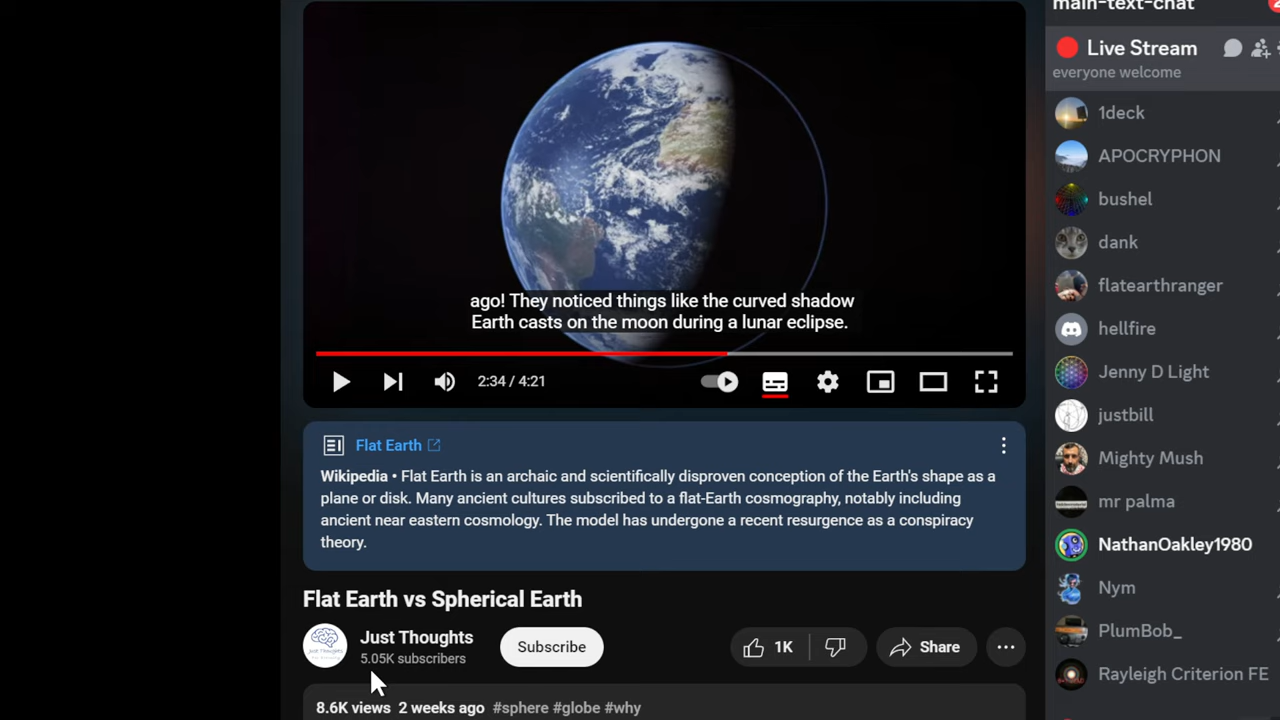 main-text-chat
Live Stream
everyone welcome
1deck
APOCRYPHON
bushel
dank
flatearthranger
hellfire
Jenny D Light
justbill
Mighty Mush
mr palma
NathanOakley1980
Nym
PlumBob_
Rayleigh Criterion FE
ago! They noticed things like the curved shadow
Earth casts on the moon during a lunar eclipse.
2:34 / 4:21
Flat Earth
Wikipedia • Flat Earth is an archaic and scientifically disproven conception of the Earth's shape as a
plane or disk. Many ancient cultures subscribed to a flat-Earth cosmography, notably including
ancient near eastern cosmology. The model has undergone a recent resurgence as a conspiracy
theory.
Flat Earth vs Spherical Earth
Just Thoughts
5.05K subscribers
Subscribe
1K
Share
8.6K views 2 weeks ago #sphere #globe #why